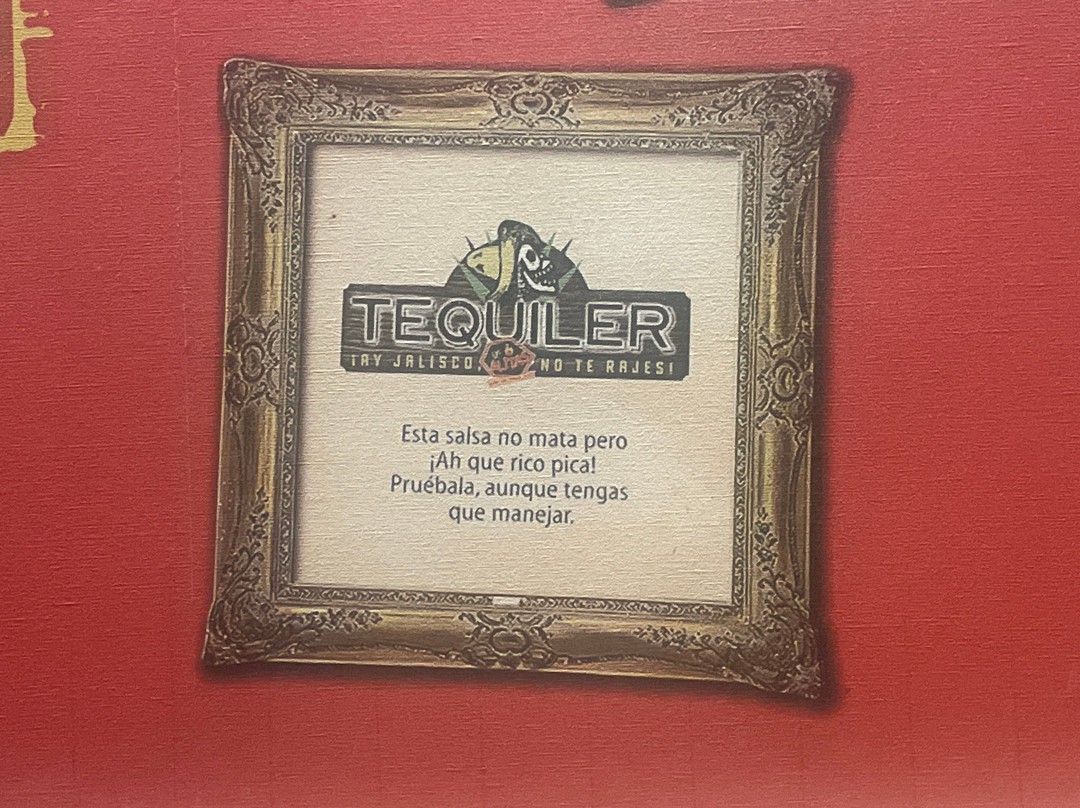 TEQUILER
¡AY JALISCO, NO TE RAJES!
Esta salsa no mata pero
¡Ah que rico pica!
Pruébala, aunque tengas
que manejar.